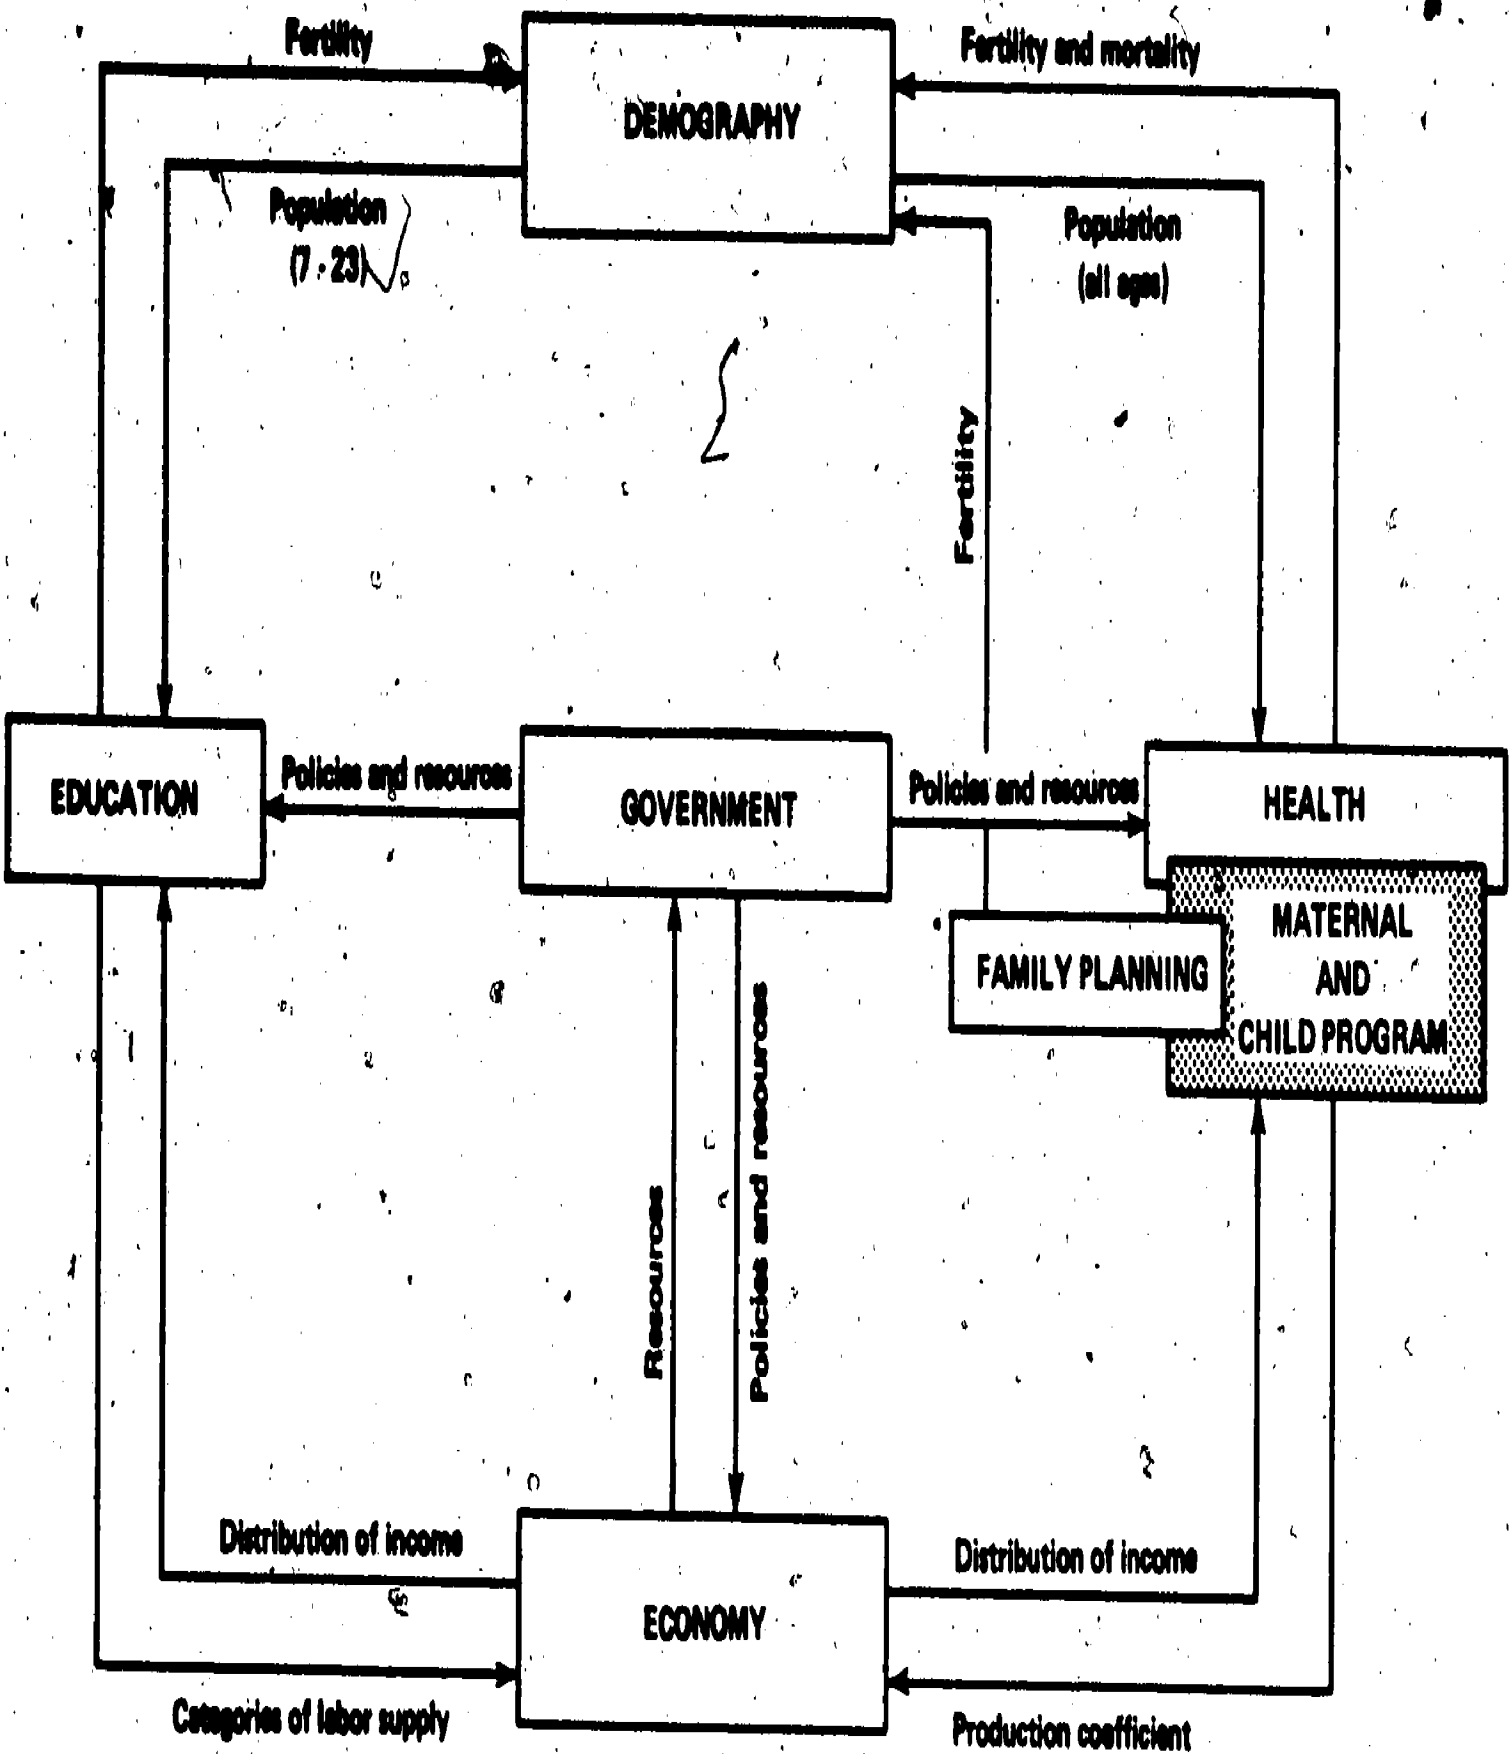 Fertility
Fertility and mortality
DEMOGRAPHY
Population
(7 - 23)
Population
(all ages)
Fertility
EDUCATION
Policies and resources
GOVERNMENT
Policies and resources
HEALTH
MATERNAL
AND
CHILD PROGRAM
FAMILY PLANNING
Resources
Policies and resources
Distribution of income
Distribution of income
ECONOMY
Categories of labor supply
Production coefficient